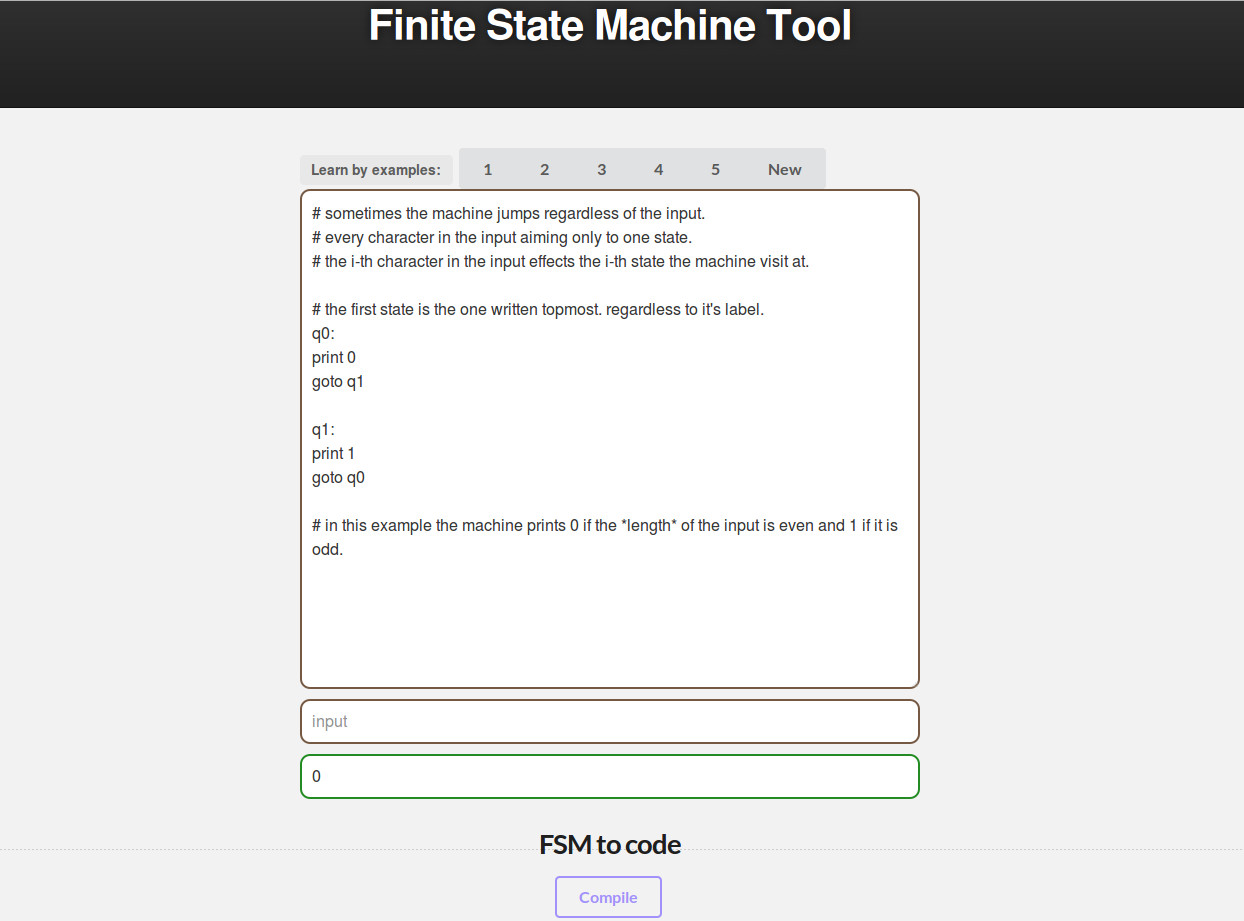 Finite State Machine Tool
Learn by examples: 1 2 3 4 5 New
# sometimes the machine jumps regardless of the input.
# every character in the input aiming only to one state.
# the i-th character in the input effects the i-th state the machine visit at.
# the first state is the one written topmost. regardless to it's label.
q0:
print 0
goto q1
q1:
print 1
goto q0
# in this example the machine prints 0 if the *length* of the input is even and 1 if it is
odd.
input
0
FSM to code
Compile